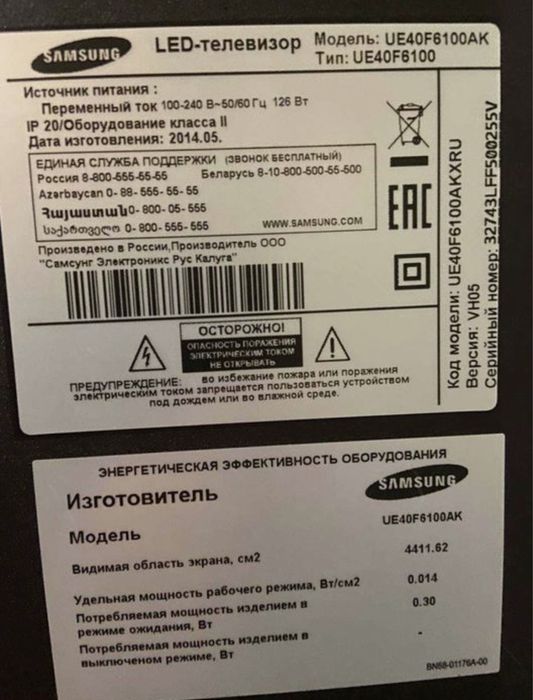 SAMSUNG
LED-телевизор
Модель: UE40F6100AK
Тип: UE40F6100
Источник питания :
Переменный ток 100-240 В~50/60 Гц 126 Вт
IP 20/Оборудование класса II
Дата изготовления: 2014.05.
ЕДИНАЯ СЛУЖБА ПОДДЕРЖКИ (ЗВОНОК БЕСПЛАТНЫЙ)
Россия 8-800-555-55-55 Беларусь 8-10-800-500-55-500
Azərbaycan 0- 88- 555- 55- 55
Հայաստան 0- 800- 05- 555
საქართველო 0- 800- 555- 555
WWW.SAMSUNG.COM
Произведено в России,Производитель ООО
"Самсунг Электроникс Рус Калуга"
EAC
Код модели: UE40F6100AKXRU
Версия: VH05
Серийный номер: 32743LFF500255V
ОСТОРОЖНО!
ОПАСНОСТЬ ПОРАЖЕНИЯ
ЭЛЕКТРИЧЕСКИМ ТОКОМ
НЕ ОТКРЫВАТЬ
ПРЕДУПРЕЖДЕНИЕ: во избежание пожара или поражения
электрическим током запрещается пользоваться устройством
под дождем или во влажной среде.
ЭНЕРГЕТИЧЕСКАЯ ЭФФЕКТИВНОСТЬ ОБОРУДОВАНИЯ
Изготовитель SAMSUNG
Модель UE40F6100AK
Видимая область экрана, см2 4411.62
Удельная мощность рабочего режима, Вт/см2 0.014
Потребляемая мощность изделием в
режиме ожидания, Вт 0.30
Потребляемая мощность изделием в
выключеном режиме, Вт -
BN68-01176A-00